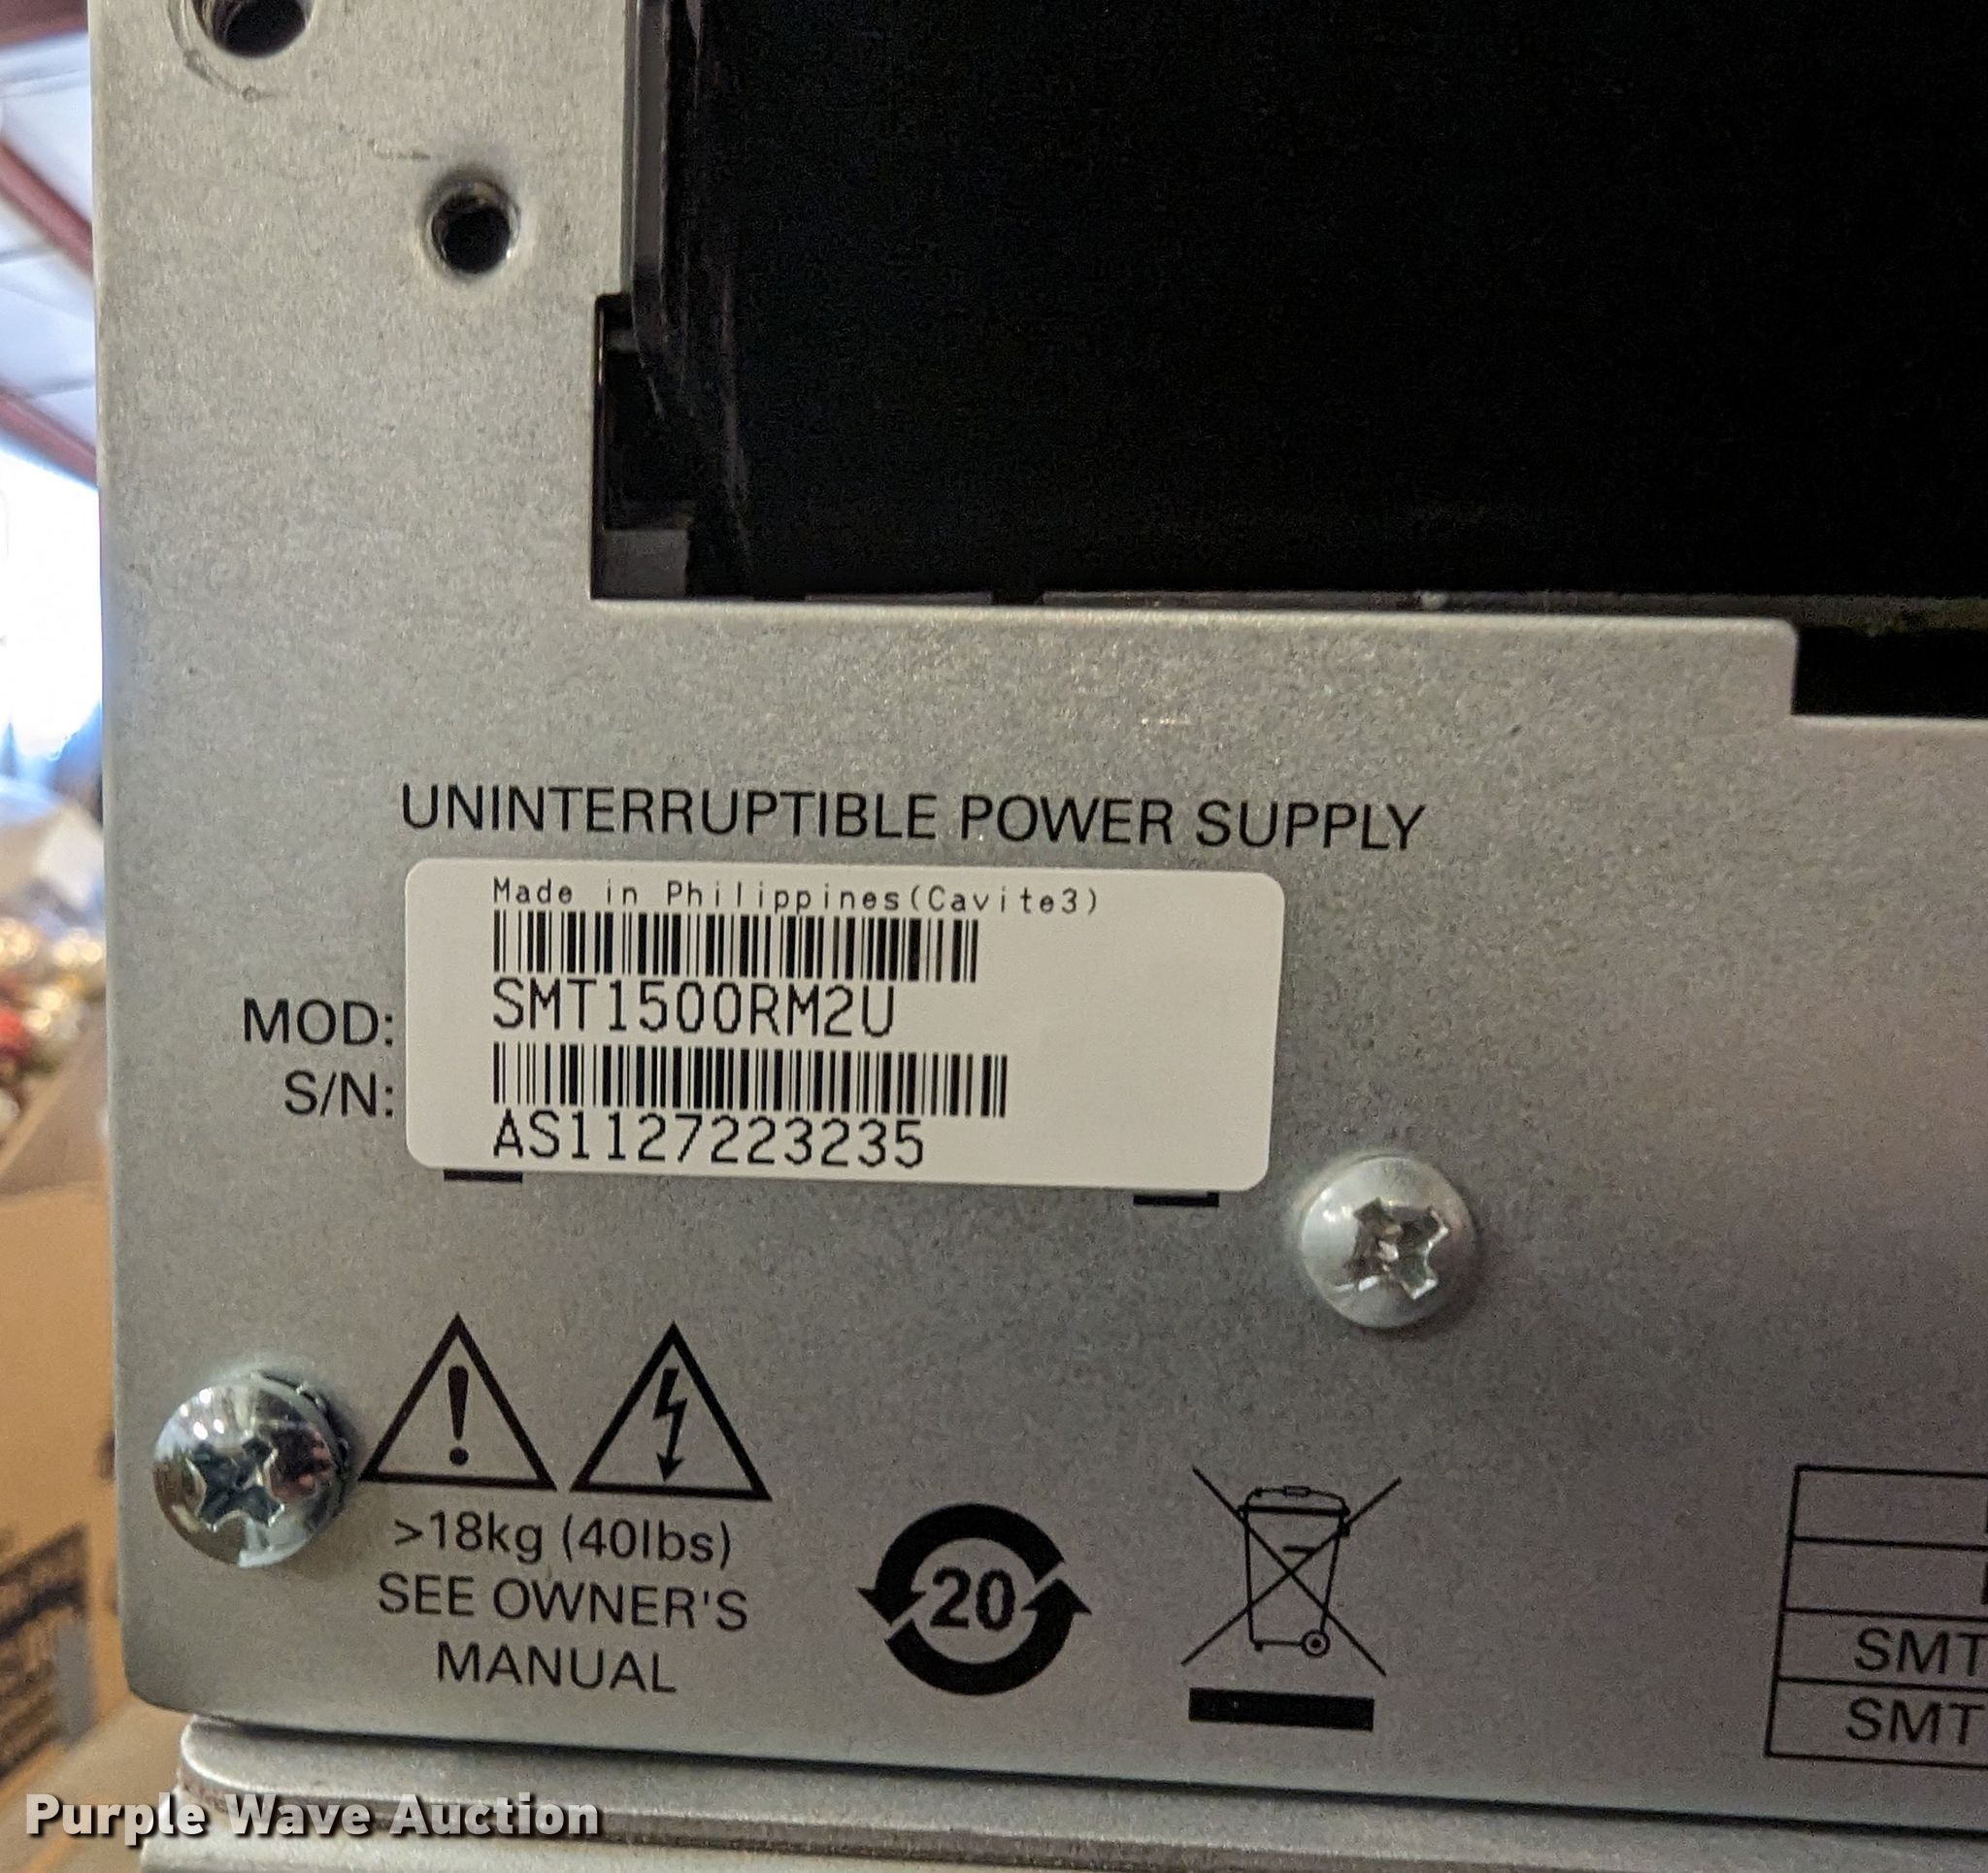 UNINTERRUPTIBLE POWER SUPPLY
Made in Philippines(Cavite3)
MOD: SMT1500RM2U
S/N: AS1127223235
>18kg (40lbs)
SEE OWNER'S
MANUAL
20
SMT
SMT
Purple Wave Auction